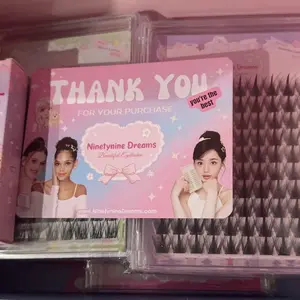 THANK YOU
FOR YOUR PURCHASE
you're the
best
Ninetynine Dreams
Beautiful Eyelashes